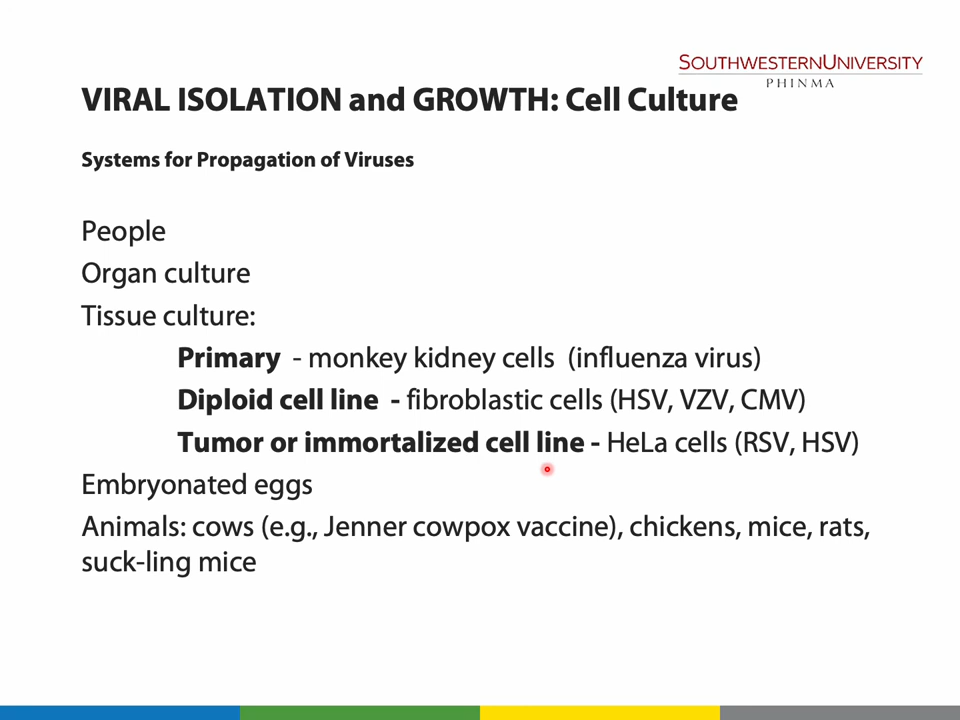 SOUTHWESTERNUNIVERSITY
PHINMA
VIRAL ISOLATION and GROWTH: Cell Culture
Systems for Propagation of Viruses
People
Organ culture
Tissue culture:
Primary - monkey kidney cells (influenza virus)
Diploid cell line - fibroblastic cells (HSV, VZV, CMV)
Tumor or immortalized cell line - HeLa cells (RSV, HSV)
Embryonated eggs
Animals: cows (e.g., Jenner cowpox vaccine), chickens, mice, rats,
suck-ling mice